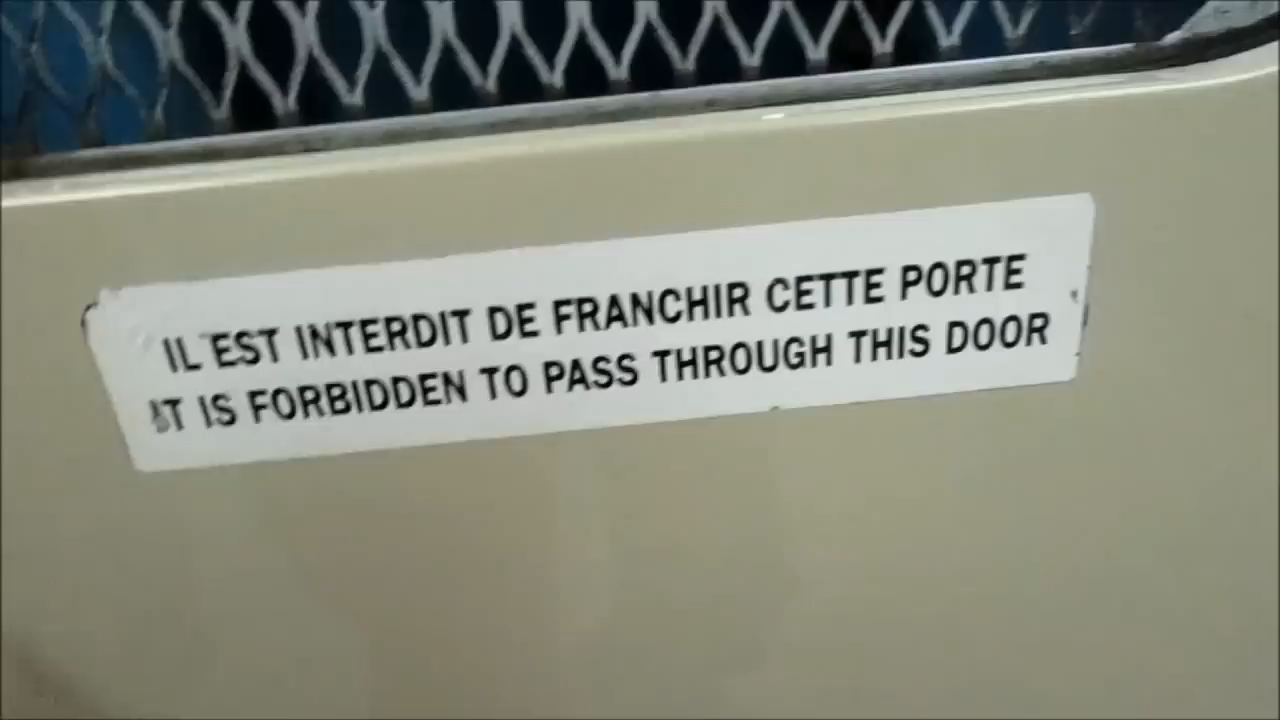 IL EST INTERDIT DE FRANCHIR CETTE PORTE
IT IS FORBIDDEN TO PASS THROUGH THIS DOOR